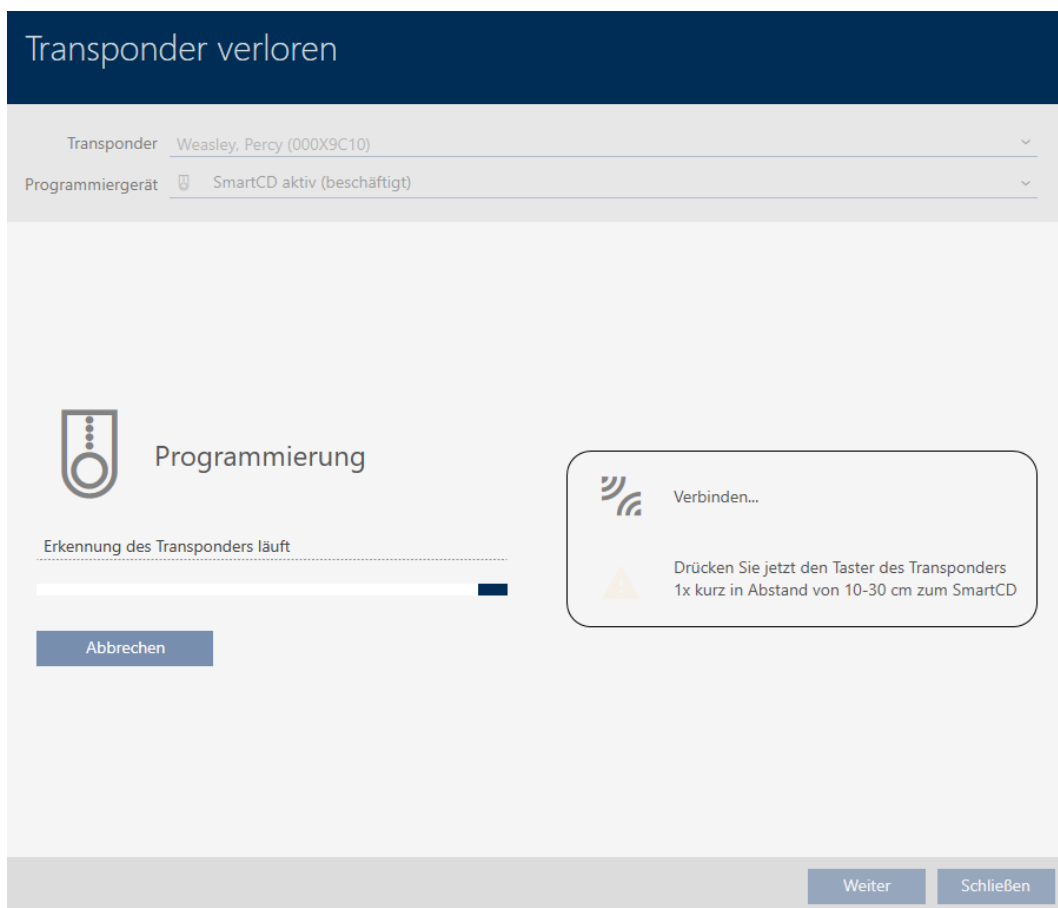 Transponder verloren
Transponder Weasley, Percy (000X9C10)
Programmiergerät SmartCD aktiv (beschäftigt)
Programmierung
Erkennung des Transponders läuft
Abbrechen
Verbinden...
Drücken Sie jetzt den Taster des Transponders
1x kurz in Abstand von 10-30 cm zum SmartCD
Weiter Schließen